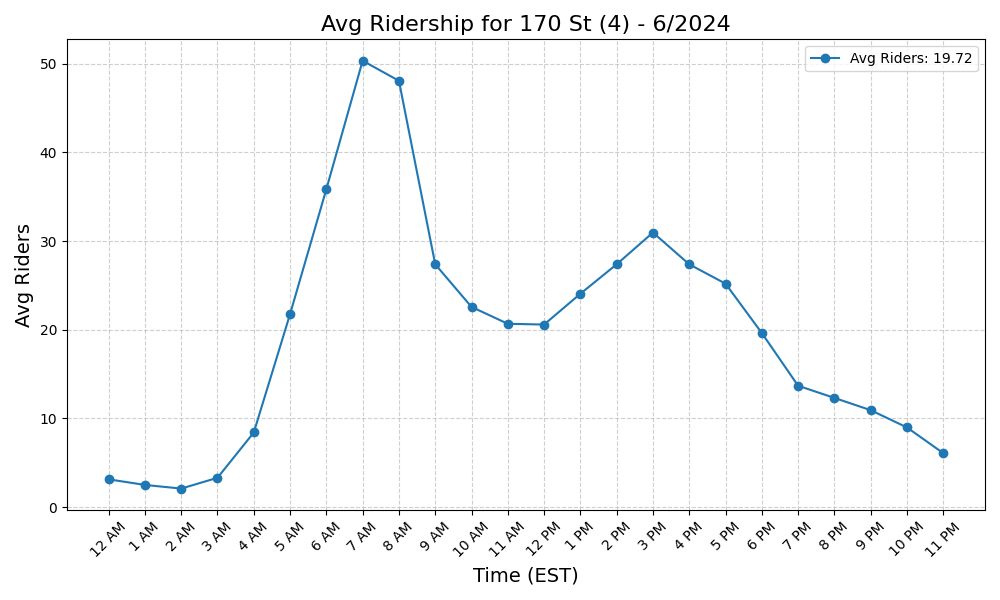 Avg Ridership for 170 St (4) - 6/2024
Avg Riders: 19.72
Avg Riders
50
40
30
20
10
0
12 AM
1 AM
2 AM
3 AM
4 AM
5 AM
6 AM
7 AM
8 AM
9 AM
10 AM
11 AM
12 PM
1 PM
2 PM
3 PM
4 PM
5 PM
6 PM
7 PM
8 PM
9 PM
10 PM
11 PM
Time (EST)